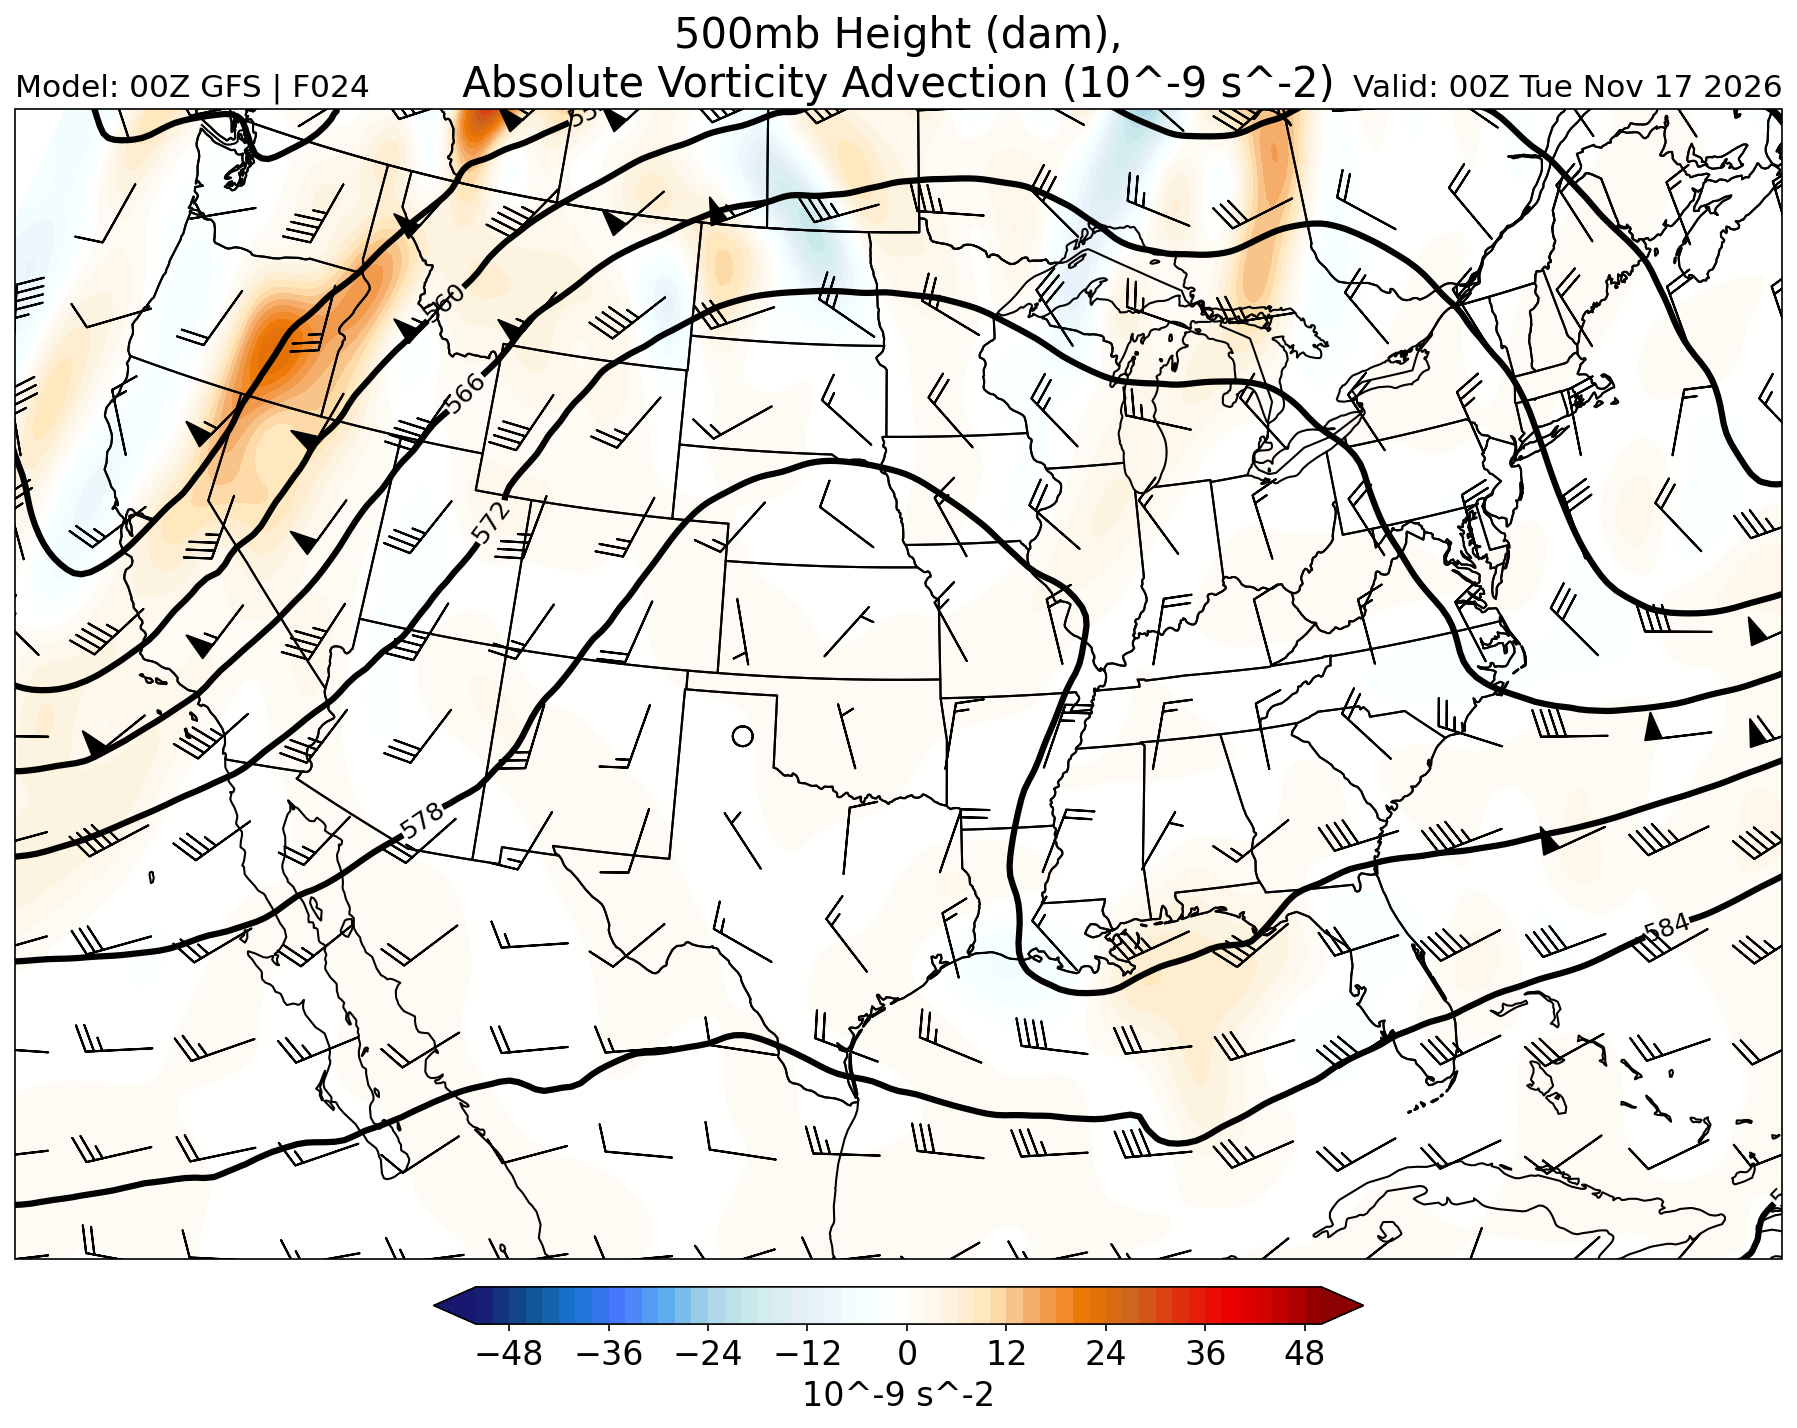 500mb Height (dam),
Model: 00Z GFS | F024
Absolute Vorticity Advection (10^-9 s^-2)
Valid: 00Z Tue Nov 17 2026
560
566
572
578
584
−48 −36 −24 −12 0 12 24 36 48
10^-9 s^-2